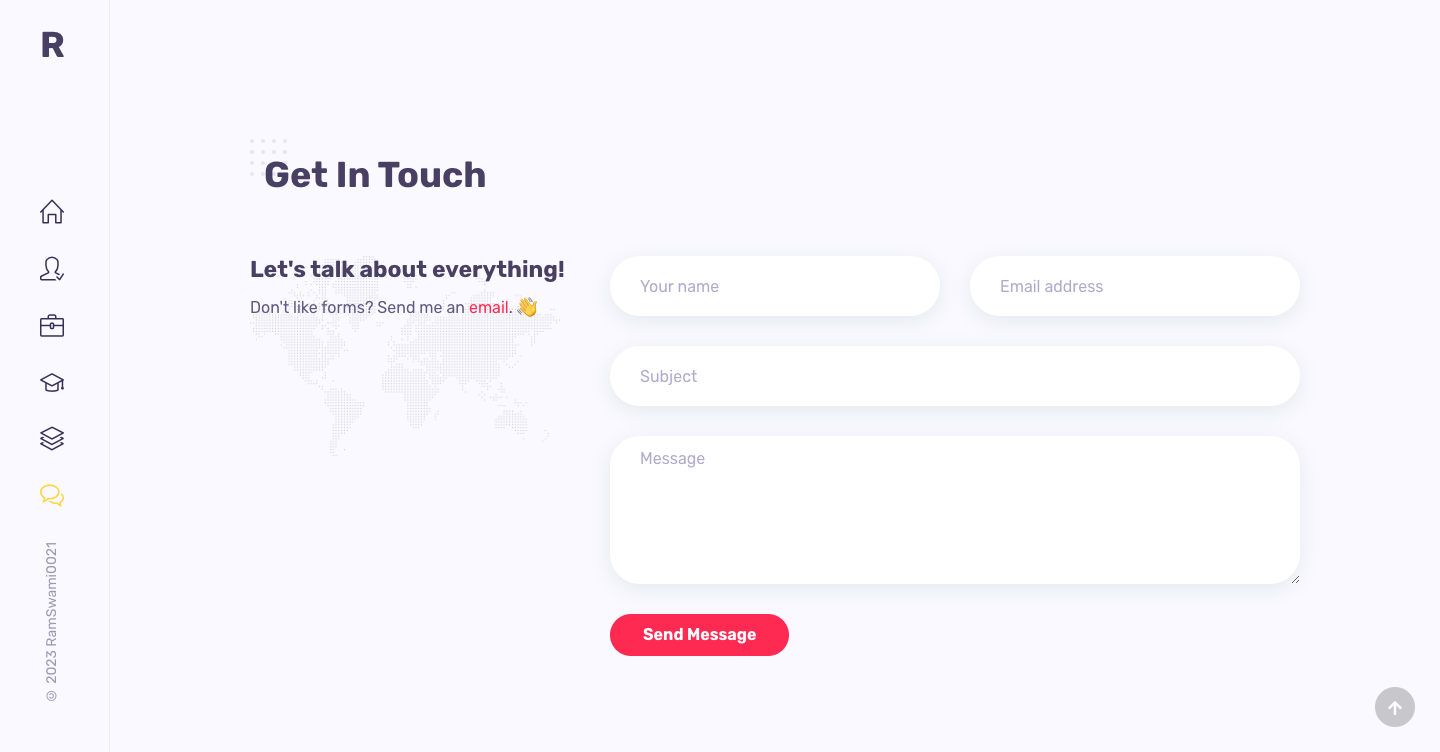 R
Get In Touch
Let's talk about everything!
Don't like forms? Send me an email. 👋
Your name
Email address
Subject
Message
Send Message
© 2023 RamSwami0021